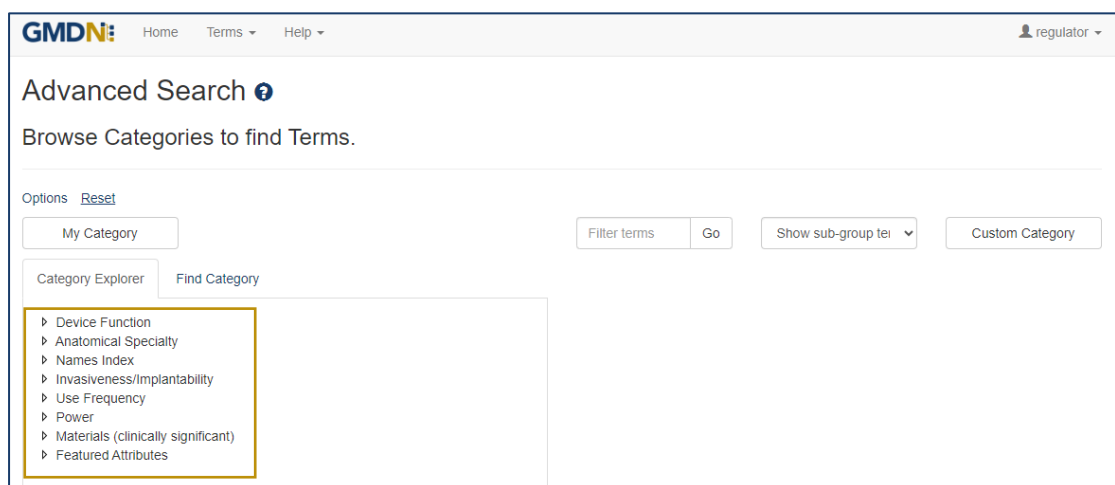 GMDN Home Terms Help regulator
Advanced Search ?
Browse Categories to find Terms.
Options Reset
My Category Filter terms Go Show sub-group ter Custom Category
Category Explorer Find Category
Device Function
Anatomical Specialty
Names Index
Invasiveness/Implantability
Use Frequency
Power
Materials (clinically significant)
Featured Attributes